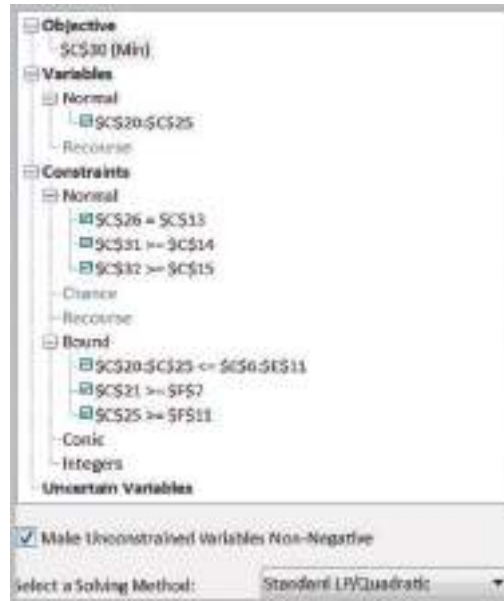 Objective
$C$30 (Min)
Variables
Normal
$C$20:$C$25
Recourse
Constraints
Normal
$C$26 = $C$13
$C$31 >= $C$14
$C$32 >= $C$15
Chance
Recourse
Bound
$C$20:$C$25 <= $E$6:$E$11
$C$21 >= $F$7
$C$25 >= $F$11
Conic
Integers
Uncertain Variables
Make Unconstrained Variables Non-Negative
Select a Solving Method: Standard LP/Quadratic